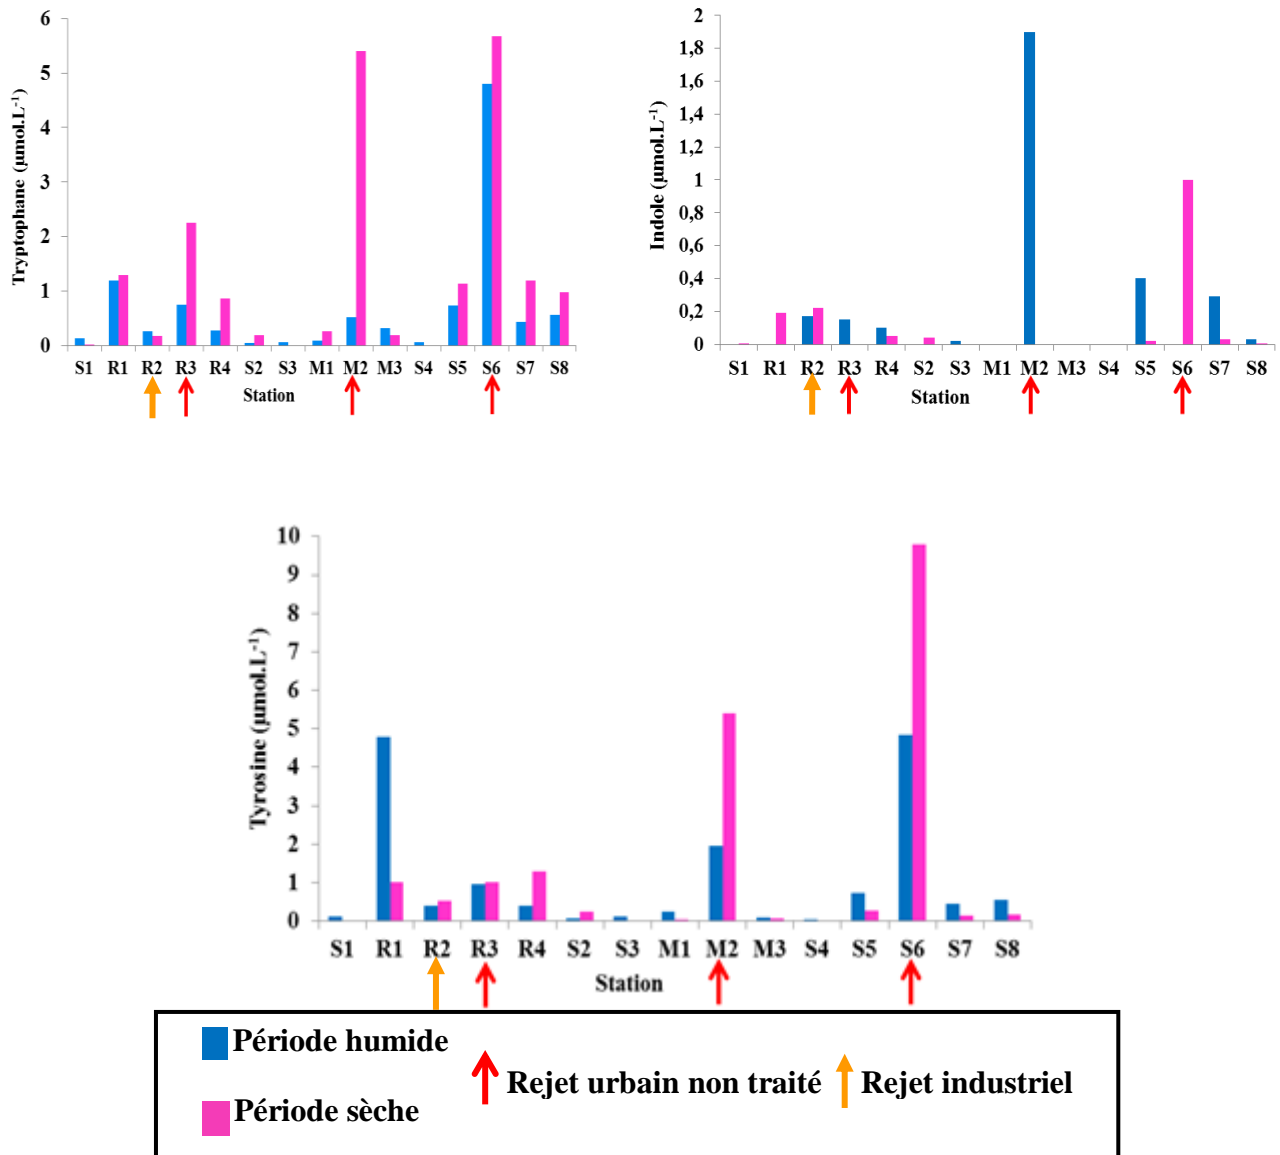 Tryptophane (µmol.L⁻¹)
6
5
4
3
2
1
0
S1 R1 R2 R3 R4 S2 S3 M1 M2 M3 S4 S5 S6 S7 S8
Station
Indole (µmol.L⁻¹)
2
1,8
1,6
1,4
1,2
1
0,8
0,6
0,4
0,2
0
S1 R1 R2 R3 R4 S2 S3 M1 M2 M3 S4 S5 S6 S7 S8
Station
Tyrosine (µmol.L⁻¹)
10
9
8
7
6
5
4
3
2
1
0
S1 R1 R2 R3 R4 S2 S3 M1 M2 M3 S4 S5 S6 S7 S8
Station
Période humide
Période sèche
Rejet urbain non traité
Rejet industriel